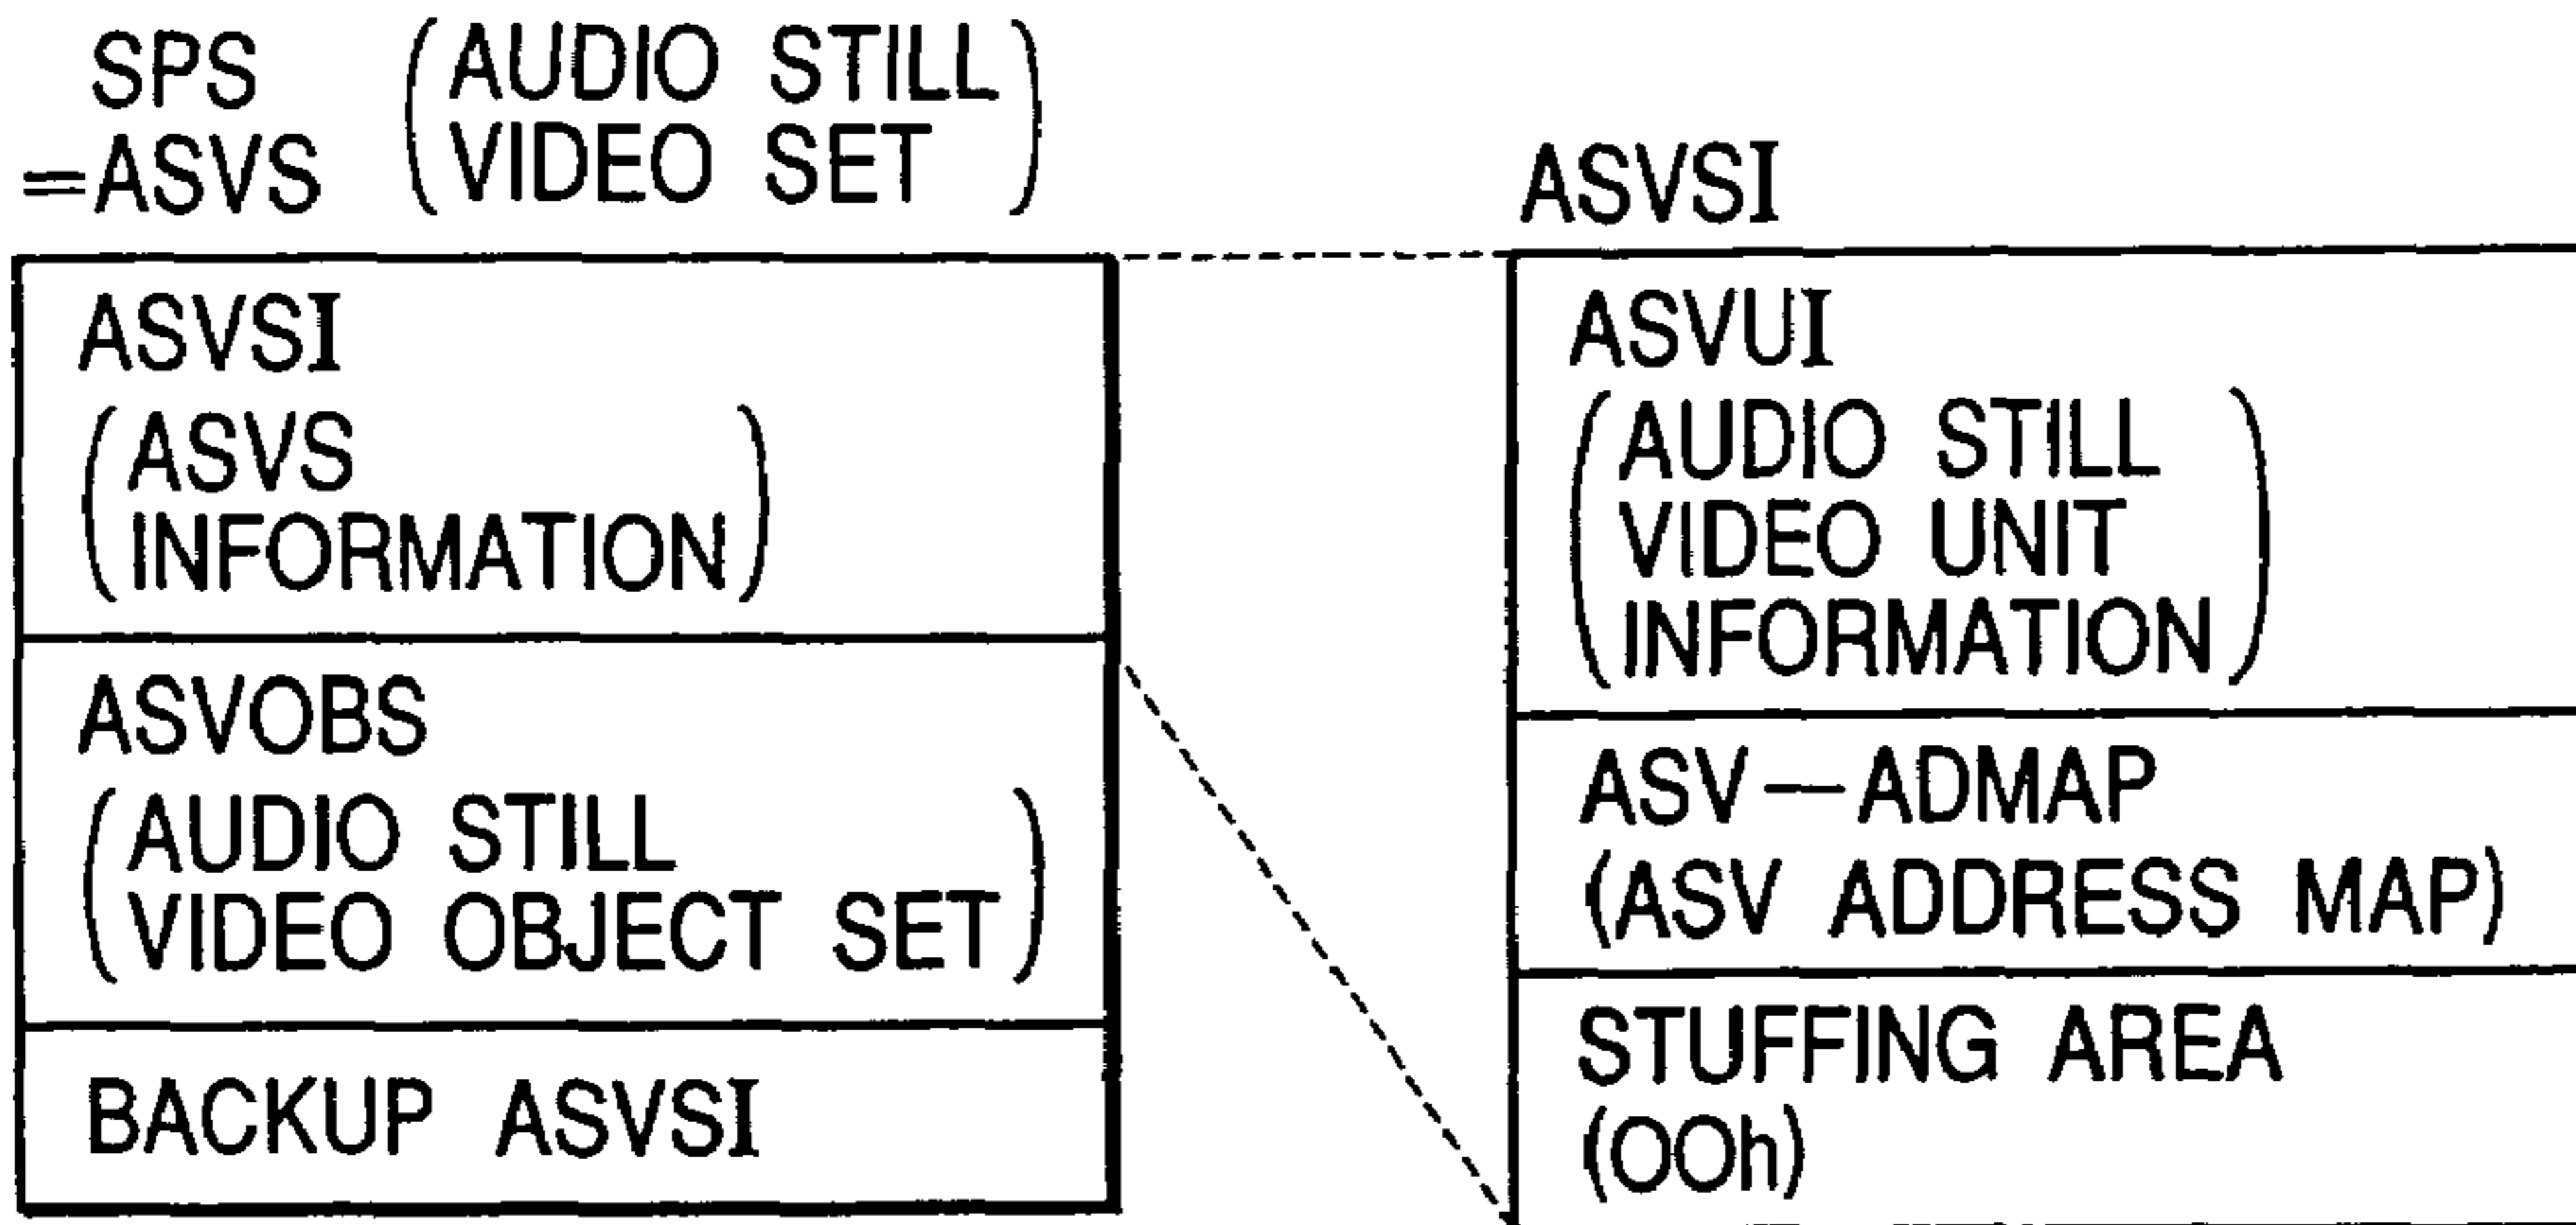 SPS
=ASVS
(AUDIO STILL
VIDEO SET)
ASVSI
(ASVS
INFORMATION)
ASVOBS
(AUDIO STILL
VIDEO OBJECT SET)
BACKUP ASVSI
ASVSI
ASVUI
(AUDIO STILL
VIDEO UNIT
INFORMATION)
ASV—ADMAP
(ASV ADDRESS MAP)
STUFFING AREA
(OOh)